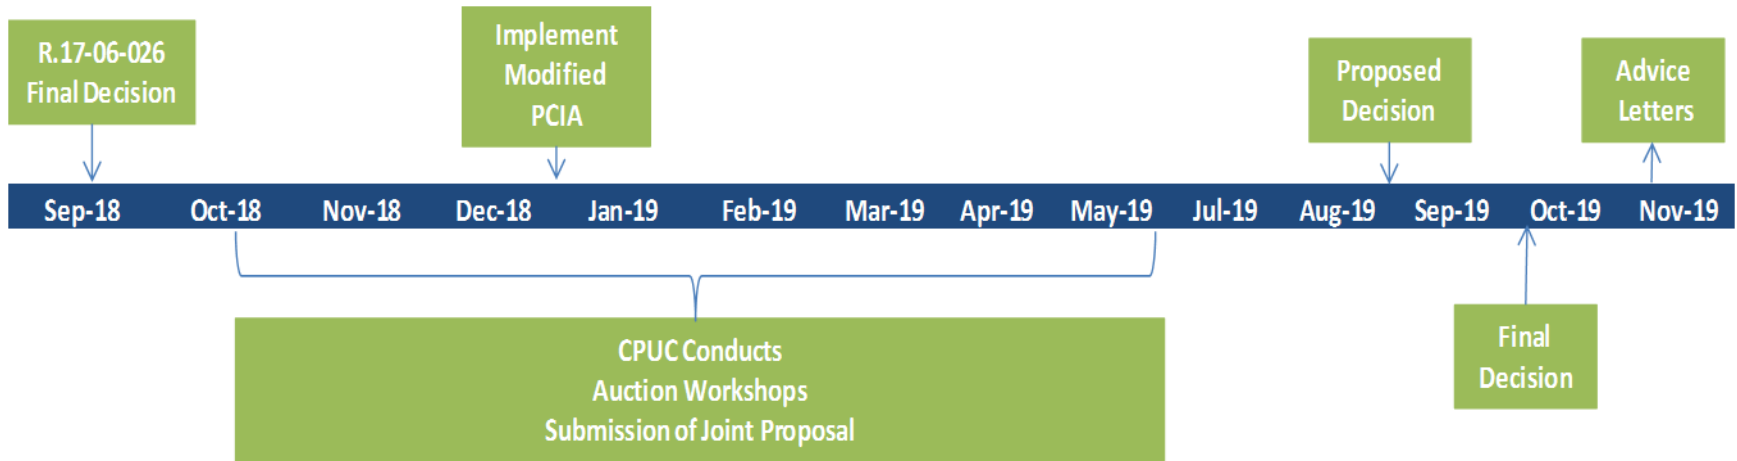 R.17-06-026
Final Decision
Implement
Modified
PCIA
Proposed
Decision
Advice
Letters
Sep-18 Oct-18 Nov-18 Dec-18 Jan-19 Feb-19 Mar-19 Apr-19 May-19 Jul-19 Aug-19 Sep-19 Oct-19 Nov-19
CPUC Conducts
Auction Workshops
Submission of Joint Proposal
Final
Decision